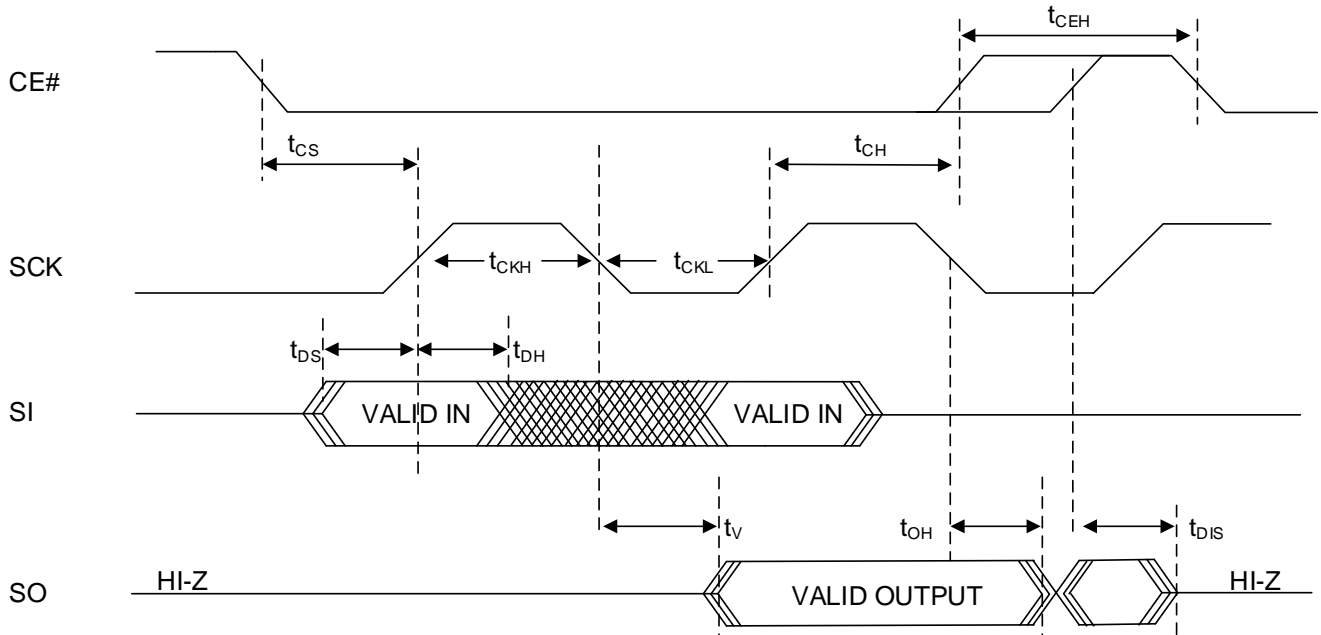 tCEH
CE#
tCS
tCH
SCK
tCKH
tCKL
tDS
tDH
SI
VALID IN
VALID IN
tV
tOH
tDIS
SO
HI-Z
VALID OUTPUT
HI-Z